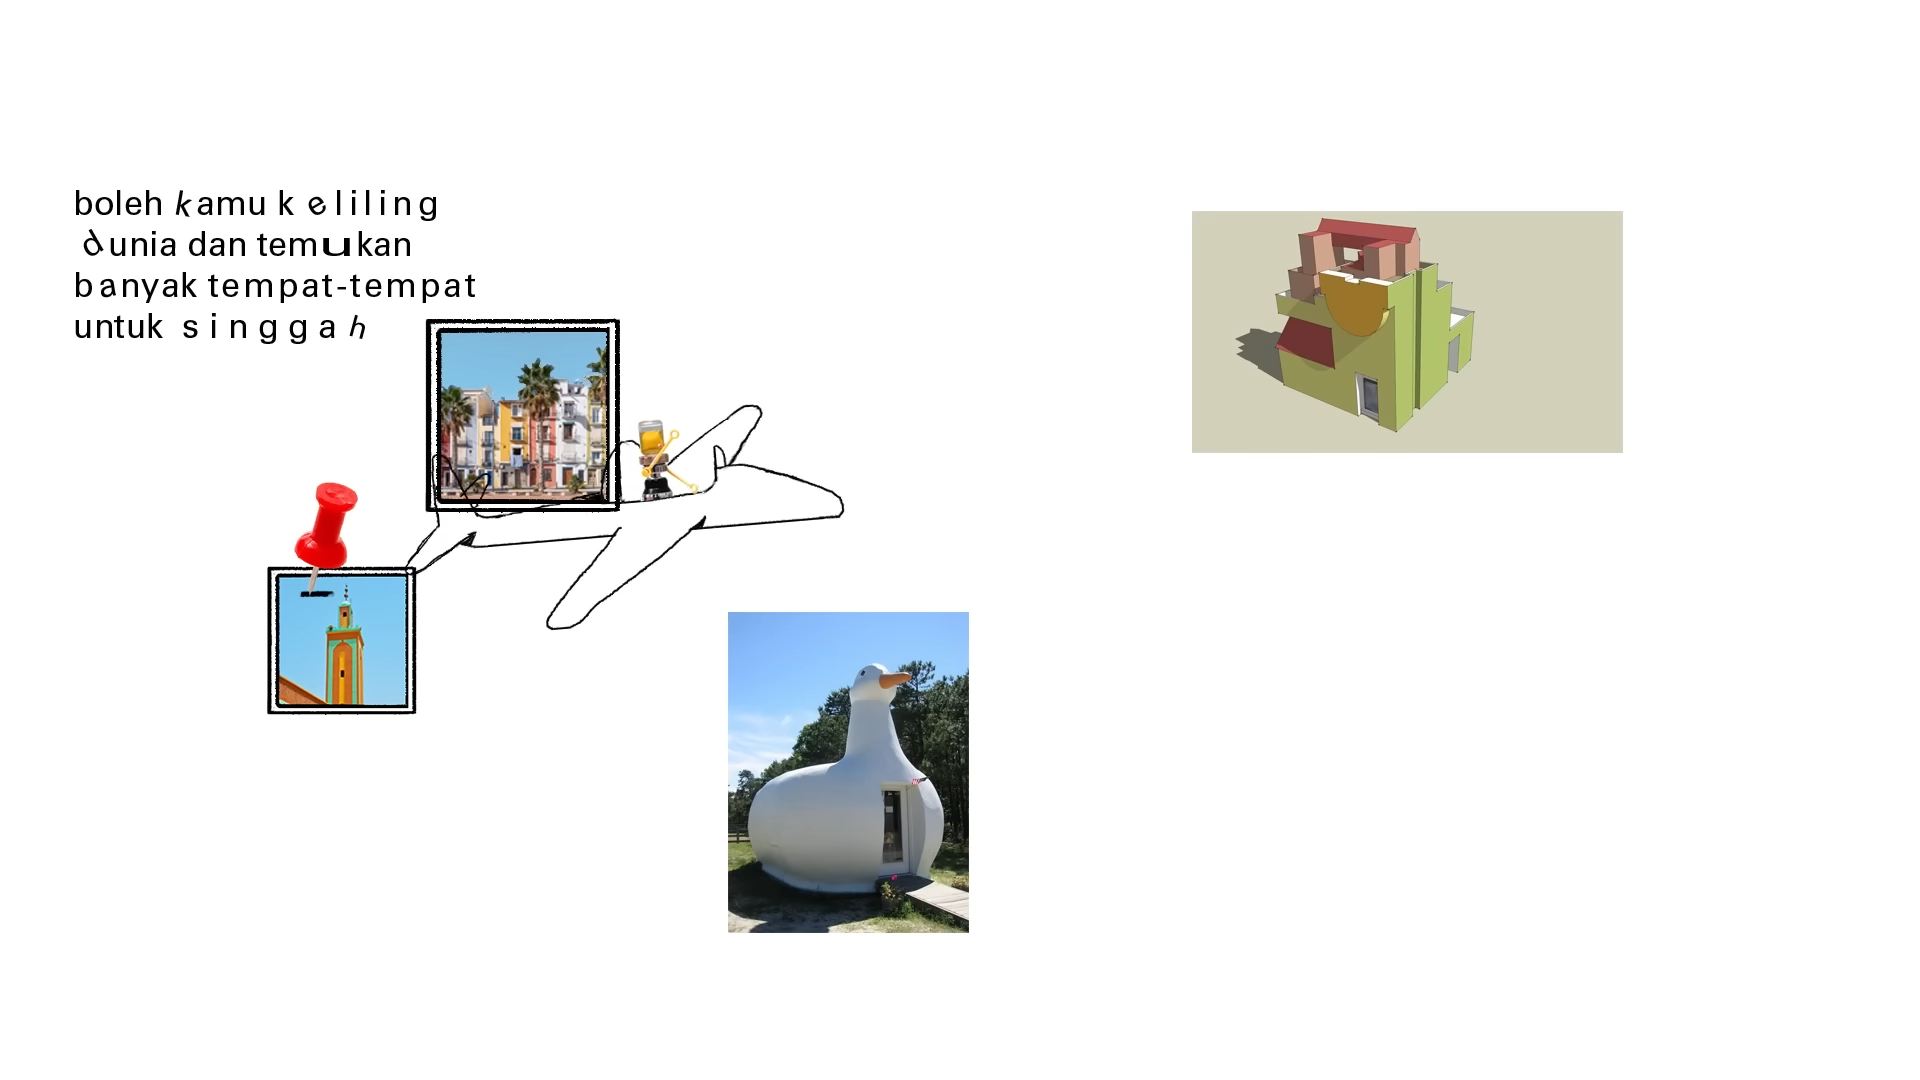 boleh kamu keliling
dunia dan temukan
banyak tempat-tempat
untuk singgah